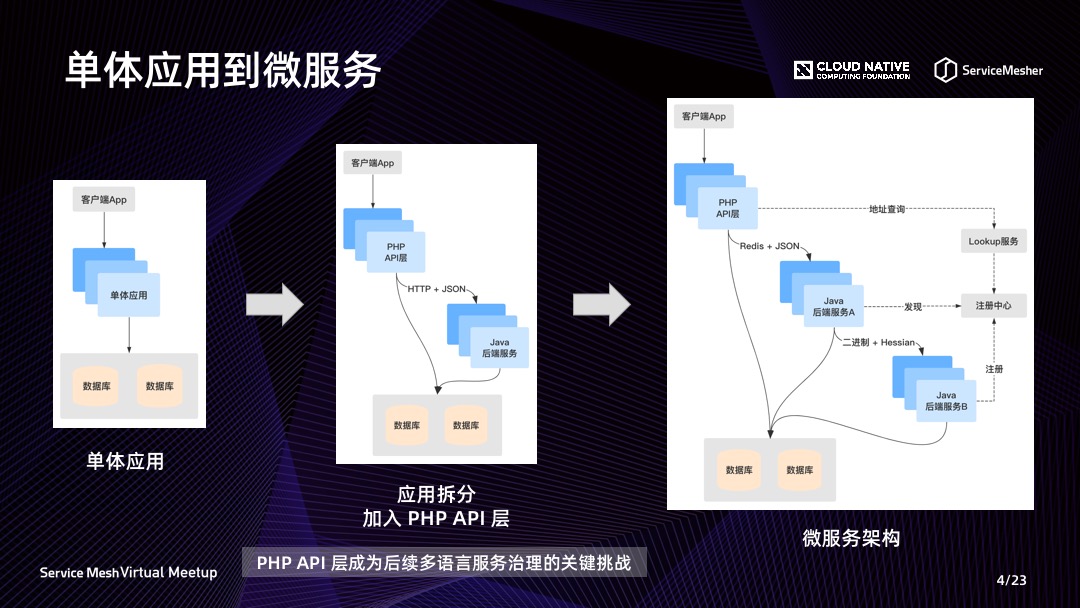 单体应用到微服务
CLOUD NATIVE
COMPUTING FOUNDATION
ServiceMesher
客户端App
单体应用
数据库
数据库
单体应用
客户端App
PHP
API层
HTTP + JSON
Java
后端服务
数据库
数据库
应用拆分
加入 PHP API 层
客户端App
PHP
API层
地址查询
Lookup服务
Redis + JSON
Java
后端服务A
发现
注册中心
二进制 + Hessian
注册
Java
后端服务B
数据库
数据库
微服务架构
PHP API 层成为后续多语言服务治理的关键挑战
Service Mesh Virtual Meetup
4/23